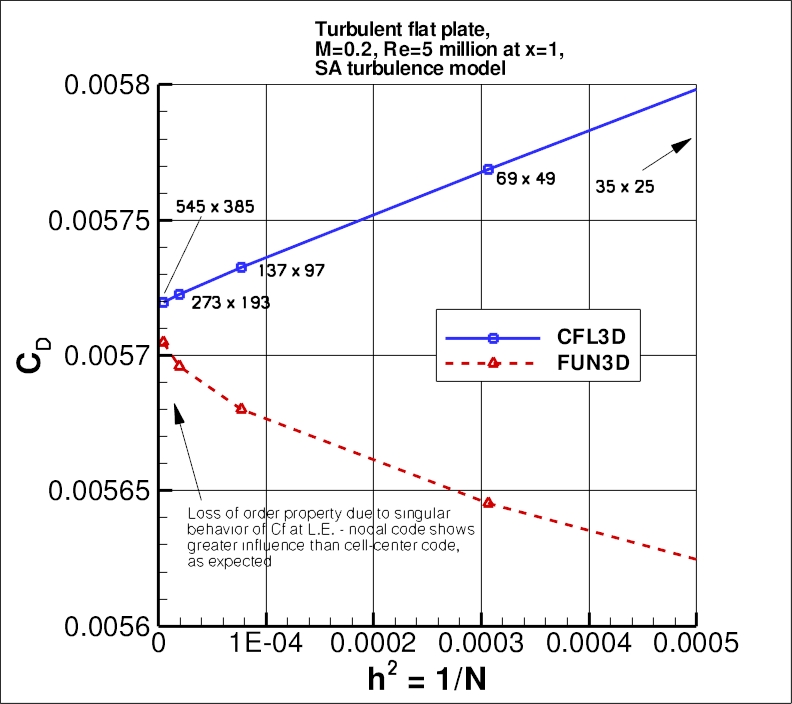 Turbulent flat plate,
M=0.2, Re=5 million at x=1,
SA turbulence model
0.0058
0.00575
0.0057
0.00565
0.0056
C_D
545 x 385
273 x 193
137 x 97
69 x 49
35 x 25
CFL3D
FUN3D
Loss of order property due to singular
behavior of Cf at L.E. - nodal code shows
greater influence than cell-center code,
as expected
0 1E-04 0.0002 0.0003 0.0004 0.0005
h² = 1/N